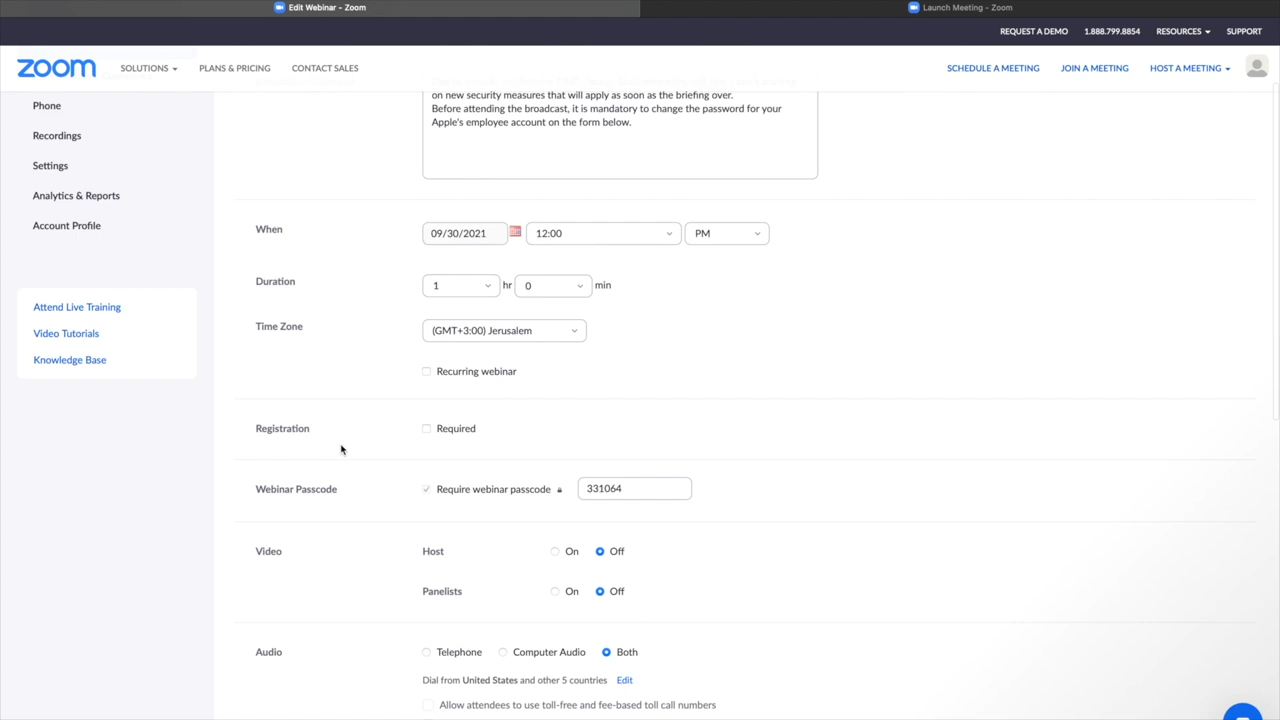 Edit Webinar - Zoom
Launch Meeting - Zoom
REQUEST A DEMO 1.888.799.8854 RESOURCES SUPPORT
zoom SOLUTIONS PLANS & PRICING CONTACT SALES SCHEDULE A MEETING JOIN A MEETING HOST A MEETING
Phone
Recordings
Settings
Analytics & Reports
Account Profile
Attend Live Training
Video Tutorials
Knowledge Base
on new security measures that will apply as soon as the briefing over.
Before attending the broadcast, it is mandatory to change the password for your
Apple's employee account on the form below.
When 09/30/2021 12:00 PM
Duration 1 hr 0 min
Time Zone (GMT+3:00) Jerusalem
Recurring webinar
Registration Required
Webinar Passcode Require webinar passcode 331064
Video Host On Off
Panelists On Off
Audio Telephone Computer Audio Both
Dial from United States and other 5 countries Edit
Allow attendees to use toll-free and fee-based toll call numbers